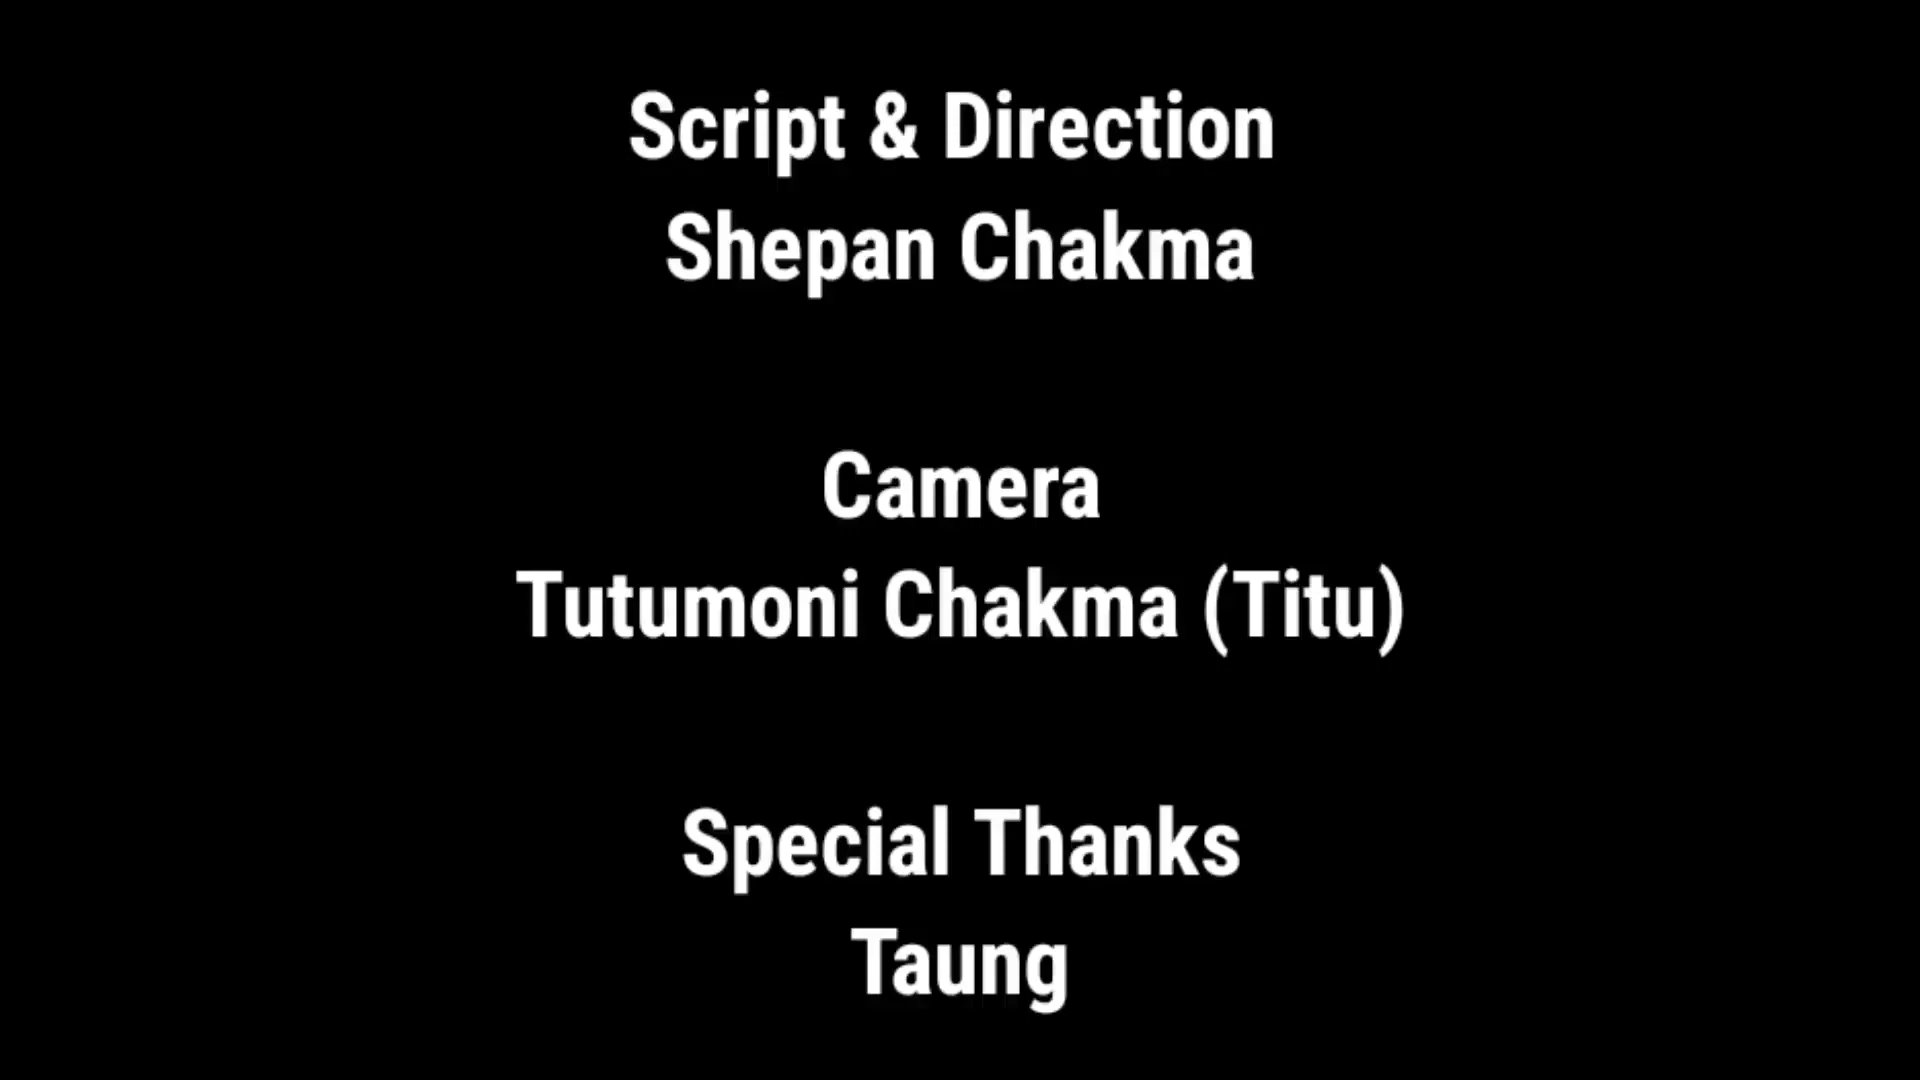 Script & Direction
Shepan Chakma
Camera
Tutumoni Chakma (Titu)
Special Thanks
Taung